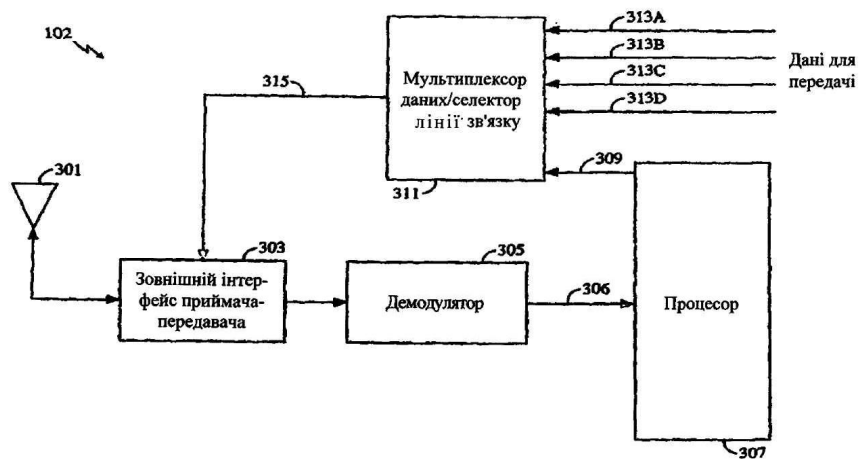 102
313A
313B
313C
313D
Дані для
передачі
315
Мультиплексор
даних/селектор
лінії зв'язку
311
309
301
303
Зовнішній інтер-
фейс приймача-
передавача
305
Демодулятор
306
Процесор
307